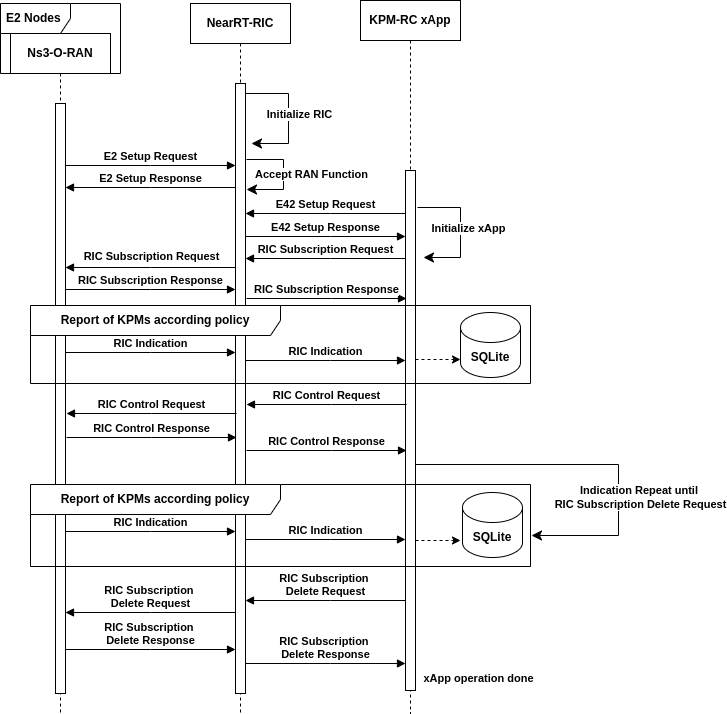 E2 Nodes
NearRT-RIC
KPM-RC xApp
Ns3-O-RAN
Initialize RIC
E2 Setup Request
E2 Setup Response
Accept RAN Function
E42 Setup Request
E42 Setup Response
Initialize xApp
RIC Subscription Request
RIC Subscription Request
RIC Subscription Response
RIC Subscription Response
Report of KPMs according policy
RIC Indication
RIC Indication
SQLite
RIC Control Request
RIC Control Request
RIC Control Response
RIC Control Response
Indication Repeat until
RIC Subscription Delete Request
Report of KPMs according policy
RIC Indication
RIC Indication
SQLite
RIC Subscription
Delete Request
RIC Subscription
Delete Request
RIC Subscription
Delete Response
RIC Subscription
Delete Response
xApp operation done